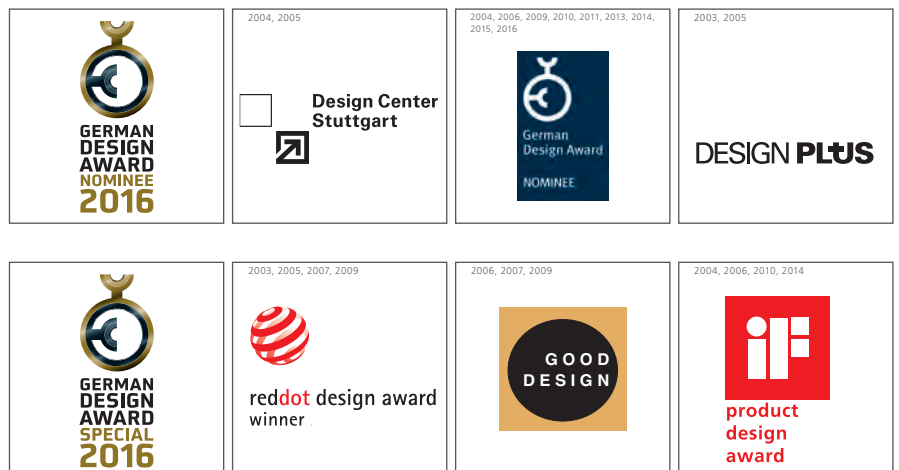 GERMAN
DESIGN
AWARD
NOMINEE
2016
2004, 2005
Design Center
Stuttgart
2004, 2006, 2009, 2010, 2011, 2013, 2014,
2015, 2016
German
Design Award
NOMINEE
2003, 2005
DESIGN PLUS
GERMAN
DESIGN
AWARD
SPECIAL
2016
2003, 2005, 2007, 2009
reddot design award
winner
2006, 2007, 2009
GOOD
DESIGN
2004, 2006, 2010, 2014
iF
product
design
award